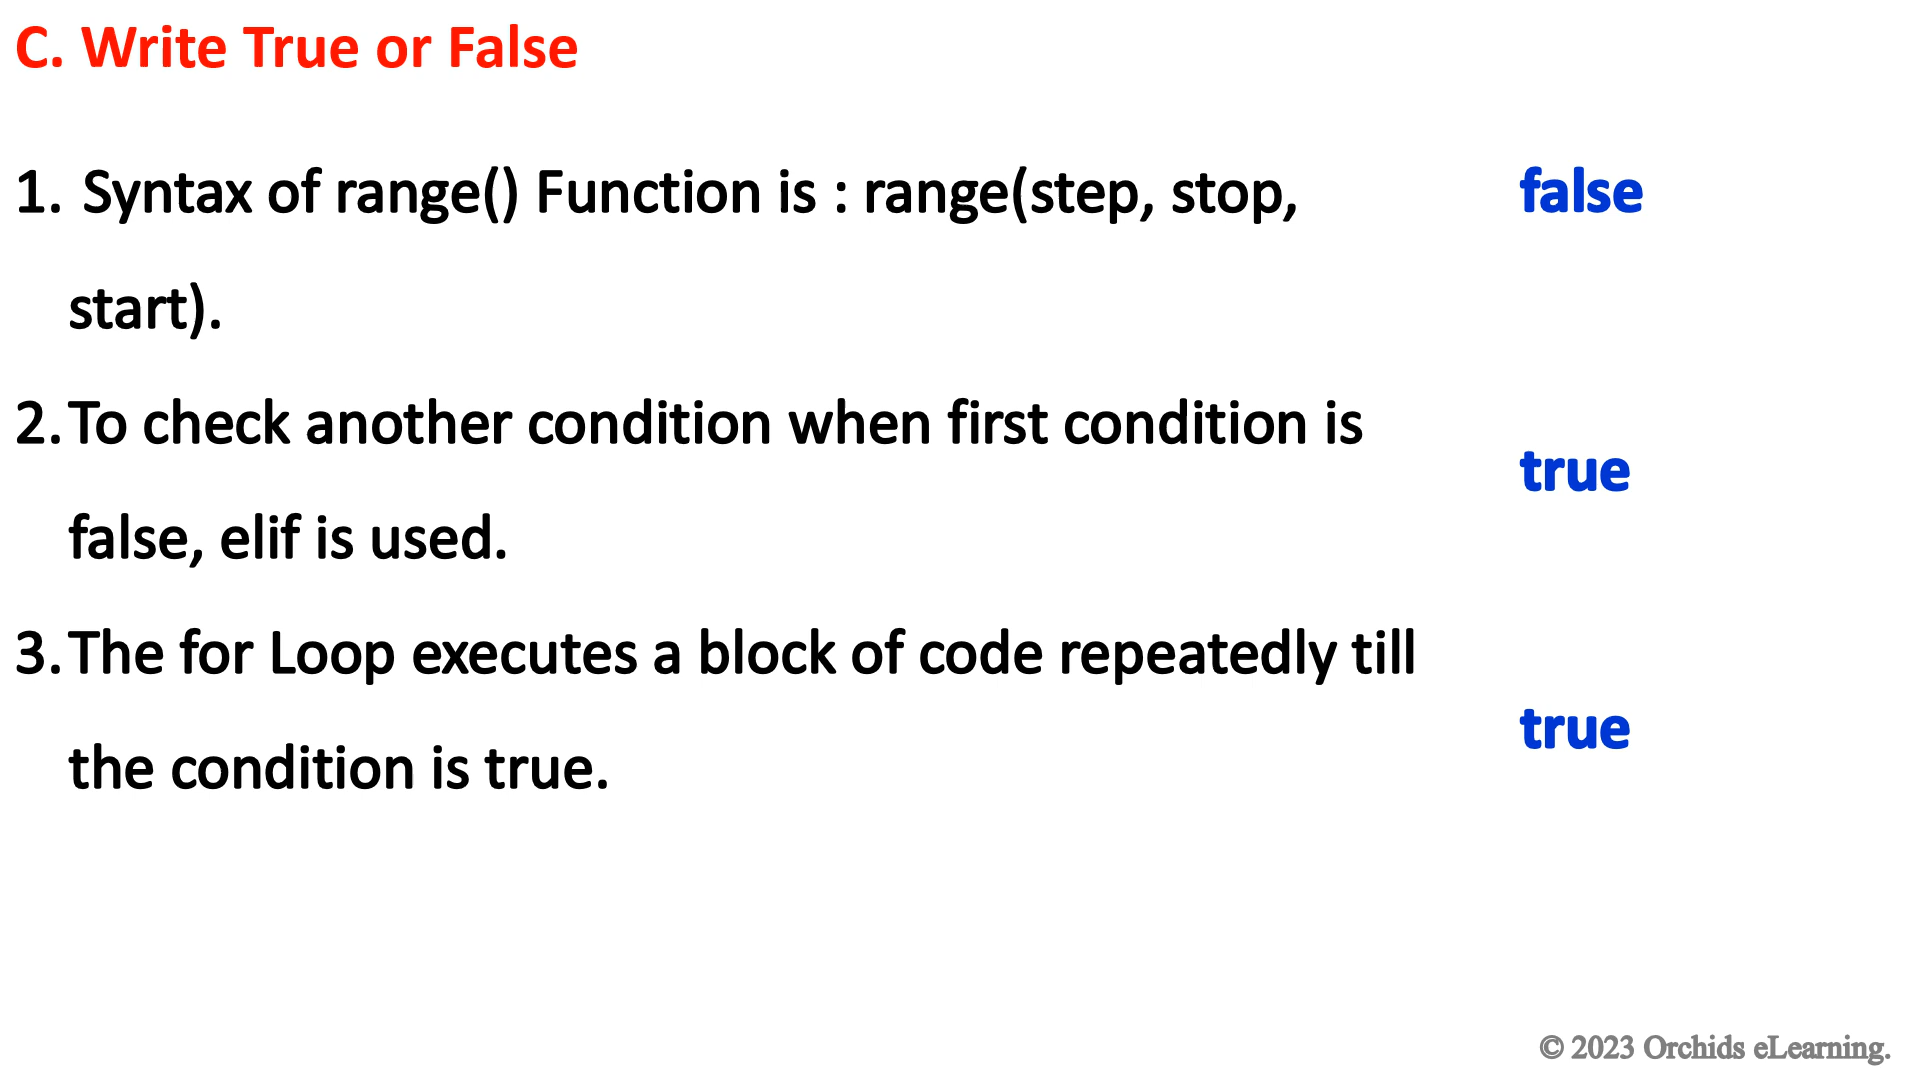 C. Write True or False
1. Syntax of range() Function is : range(step, stop,
false
start).
2. To check another condition when first condition is
true
false, elif is used.
3. The for Loop executes a block of code repeatedly till
true
the condition is true.
© 2023 Orchids eLearning.